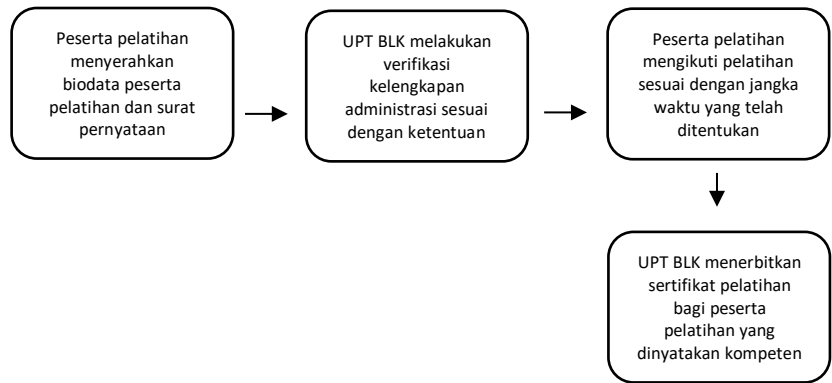 Peserta pelatihan
menyerahkan
biodata peserta
pelatihan dan surat
pernyataan
UPT BLK melakukan
verifikasi
kelengkapan
administrasi sesuai
dengan ketentuan
Peserta pelatihan
mengikuti pelatihan
sesuai dengan jangka
waktu yang telah
ditentukan
UPT BLK menerbitkan
sertifikat pelatihan
bagi peserta
pelatihan yang
dinyatakan kompeten